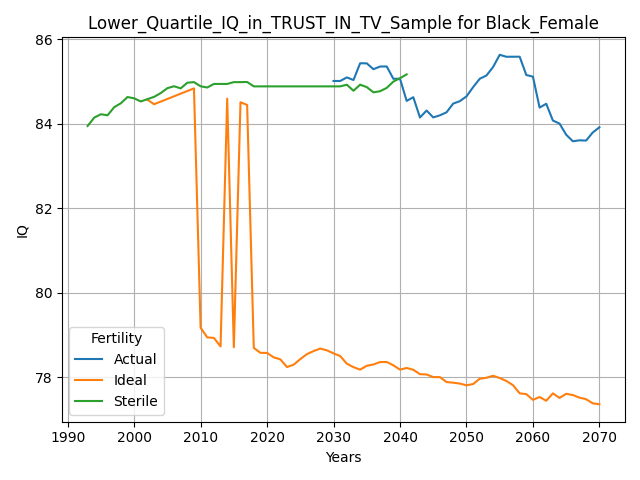 Lower_Quartile_IQ_in_TRUST_IN_TV_Sample for Black_Female
86
84
82
80
78
IQ
Fertility
Actual
Ideal
Sterile
1990 2000 2010 2020 2030 2040 2050 2060 2070
Years